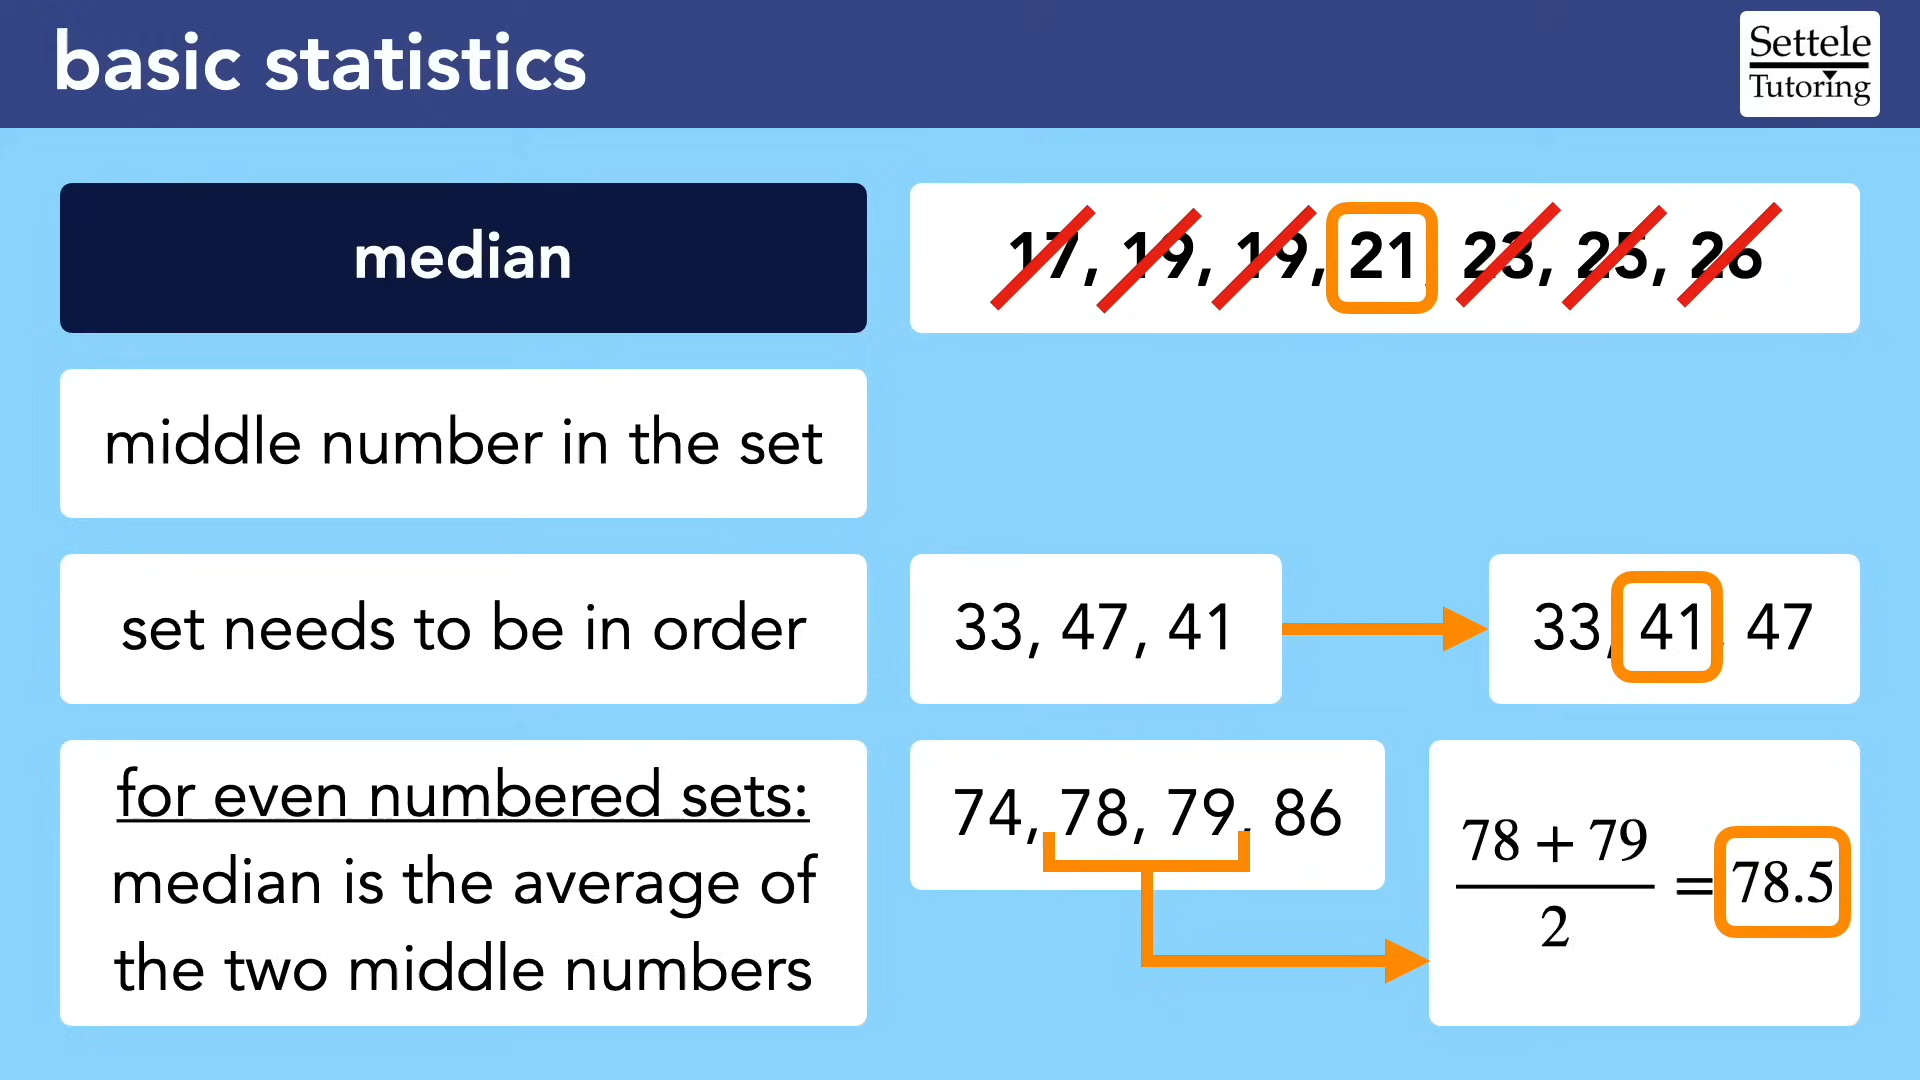 basic statistics
Settele
Tutoring
median
17, 19, 19, 21, 23, 25, 26
middle number in the set
set needs to be in order
33, 47, 41
33, 41, 47
for even numbered sets:
median is the average of
the two middle numbers
74, 78, 79, 86
78 + 79
2
= 78.5